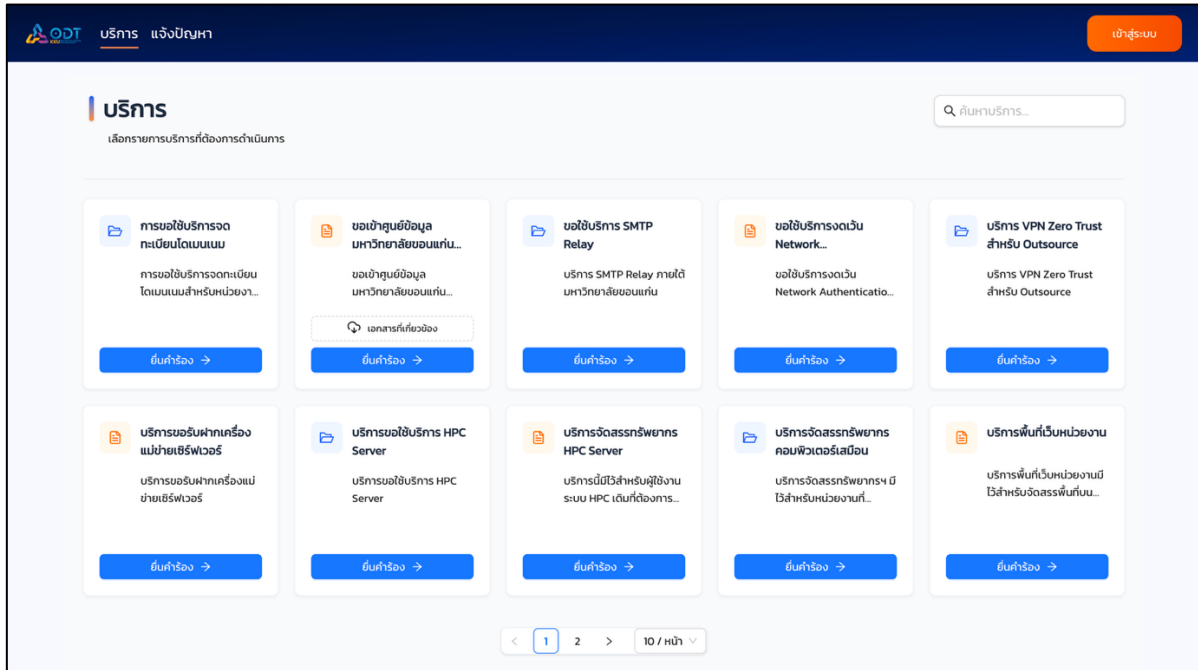 ODT บริการ แจ้งปัญหา เข้าสู่ระบบ
KKU
บริการ
ค้นหาบริการ...
เลือกรายการบริการที่ต้องการดำเนินการ
การขอใช้บริการจด
ทะเบียนโดเมนเนม
การขอใช้บริการจดทะเบียน
โดเมนเนมสำหรับหน่วยงา...
ยื่นคำร้อง →
ขอเข้าศูนย์ข้อมูล
มหาวิทยาลัยขอนแก่น...
ขอเข้าศูนย์ข้อมูล
มหาวิทยาลัยขอนแก่น...
เอกสารที่เกี่ยวข้อง
ยื่นคำร้อง →
ขอใช้บริการ SMTP
Relay
บริการ SMTP Relay ภายใต้
มหาวิทยาลัยขอนแก่น
ยื่นคำร้อง →
ขอใช้บริการงดเว้น
Network...
ขอใช้บริการงดเว้น
Network Authenticatio...
ยื่นคำร้อง →
บริการ VPN Zero Trust
สำหรับ Outsource
บริการ VPN Zero Trust
สำหรับ Outsource
ยื่นคำร้อง →
บริการขอรับฝากเครื่อง
แม่ข่ายเซิร์ฟเวอร์
บริการขอรับฝากเครื่องแม่
ข่ายเซิร์ฟเวอร์
ยื่นคำร้อง →
บริการขอใช้บริการ HPC
Server
บริการขอใช้บริการ HPC
Server
ยื่นคำร้อง →
บริการจัดสรรทรัพยากร
HPC Server
บริการนี้มีไว้สำหรับผู้ใช้งาน
ระบบ HPC เดิมที่ต้องการ...
ยื่นคำร้อง →
บริการจัดสรรทรัพยากร
คอมพิวเตอร์เสมือน
บริการจัดสรรทรัพยากรฯ มี
ไว้สำหรับหน่วยงานที่...
ยื่นคำร้อง →
บริการพื้นที่เว็บหน่วยงาน
บริการพื้นที่เว็บหน่วยงานมี
ไว้สำหรับจัดสรรพื้นที่บน...
ยื่นคำร้อง →
< 1 2 > 10 / หน้า